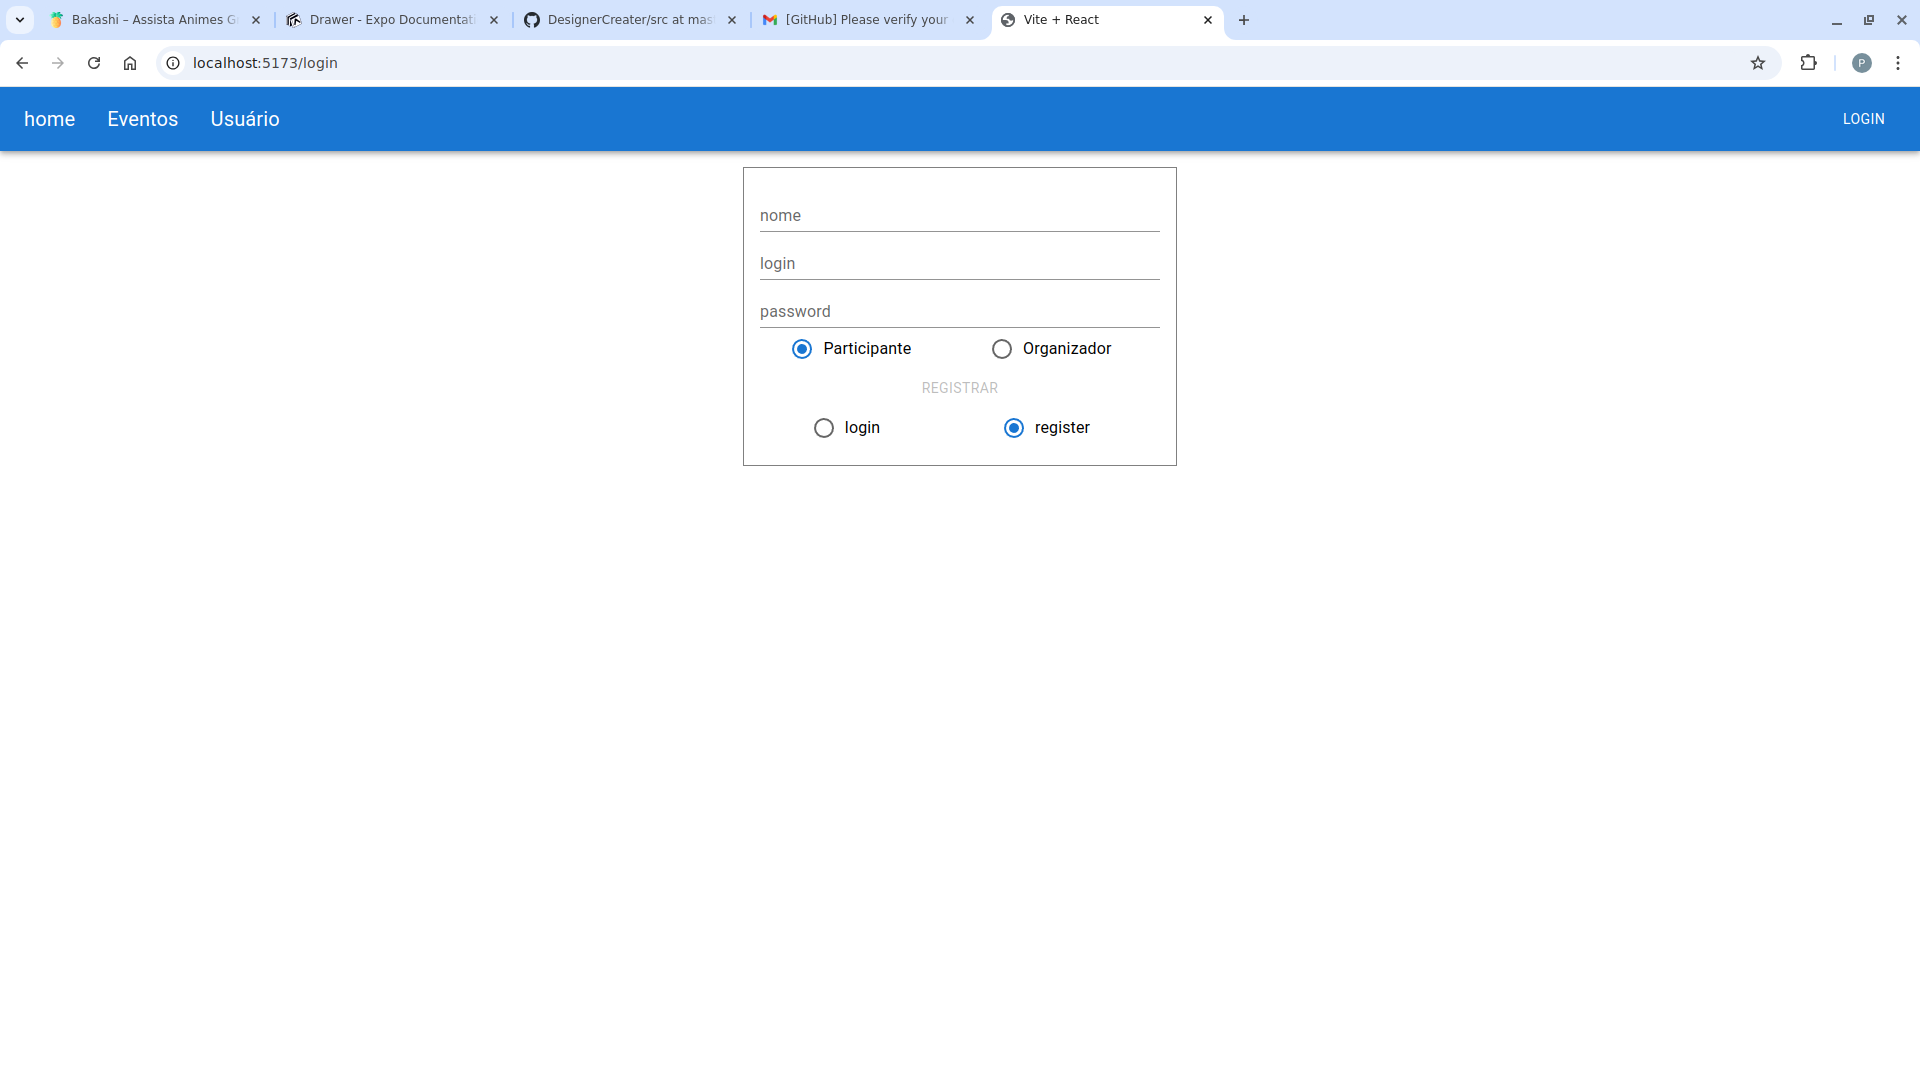 Bakashi – Assista Animes G
Drawer - Expo Documentati
DesignerCreater/src at mas
[GitHub] Please verify your
Vite + React
localhost:5173/login
P
home Eventos Usuário LOGIN
nome
login
password
Participante Organizador
REGISTRAR
login register